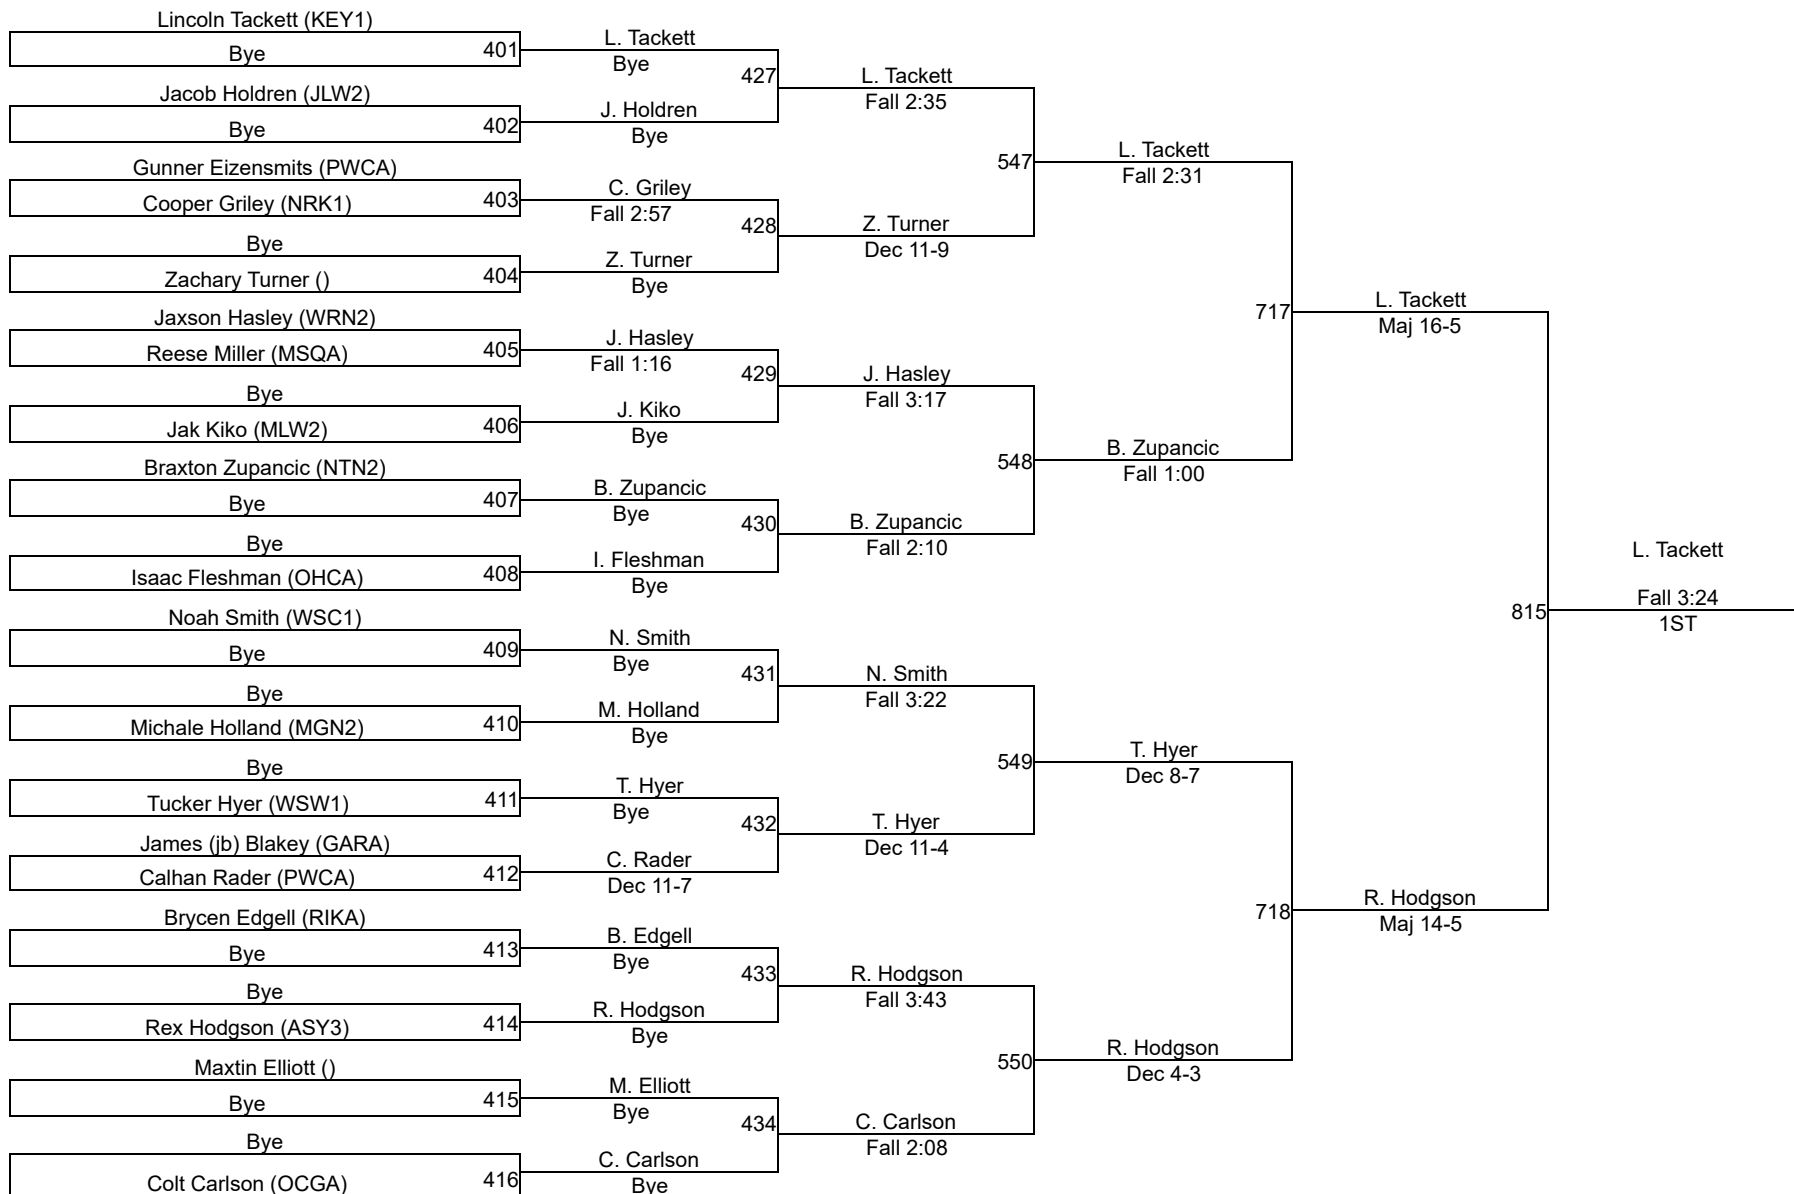 Lincoln Tackett (KEY1)
Bye
401
Jacob Holdren (JLW2)
Bye
402
Gunner Eizensmits (PWCA)
Cooper Griley (NRK1)
403
Bye
Zachary Turner ()
404
Jaxson Hasley (WRN2)
Reese Miller (MSQA)
405
Bye
Jak Kiko (MLW2)
406
Braxton Zupancic (NTN2)
Bye
407
Bye
Isaac Fleshman (OHCA)
408
Noah Smith (WSC1)
Bye
409
Bye
Michale Holland (MGN2)
410
Bye
Tucker Hyer (WSW1)
411
James (jb) Blakey (GARA)
Calhan Rader (PWCA)
412
Brycen Edgell (RIKA)
Bye
413
Bye
Rex Hodgson (ASY3)
414
Maxtin Elliott ()
Bye
415
Bye
Colt Carlson (OCGA)
416
L. Tackett
Bye
427
J. Holdren
Bye
C. Griley
Fall 2:57
428
Z. Turner
Bye
J. Hasley
Fall 1:16
429
J. Kiko
Bye
B. Zupancic
Bye
430
I. Fleshman
Bye
N. Smith
Bye
431
M. Holland
Bye
T. Hyer
Bye
432
C. Rader
Dec 11-7
B. Edgell
Bye
433
R. Hodgson
Bye
M. Elliott
Bye
434
C. Carlson
Bye
L. Tackett
Fall 2:35
547
Z. Turner
Dec 11-9
J. Hasley
Fall 3:17
548
B. Zupancic
Fall 2:10
N. Smith
Fall 3:22
549
T. Hyer
Dec 11-4
R. Hodgson
Fall 3:43
550
C. Carlson
Fall 2:08
L. Tackett
Fall 2:31
717
B. Zupancic
Fall 1:00
T. Hyer
Dec 8-7
718
R. Hodgson
Dec 4-3
L. Tackett
Maj 16-5
815
R. Hodgson
Maj 14-5
L. Tackett
Fall 3:24
1ST